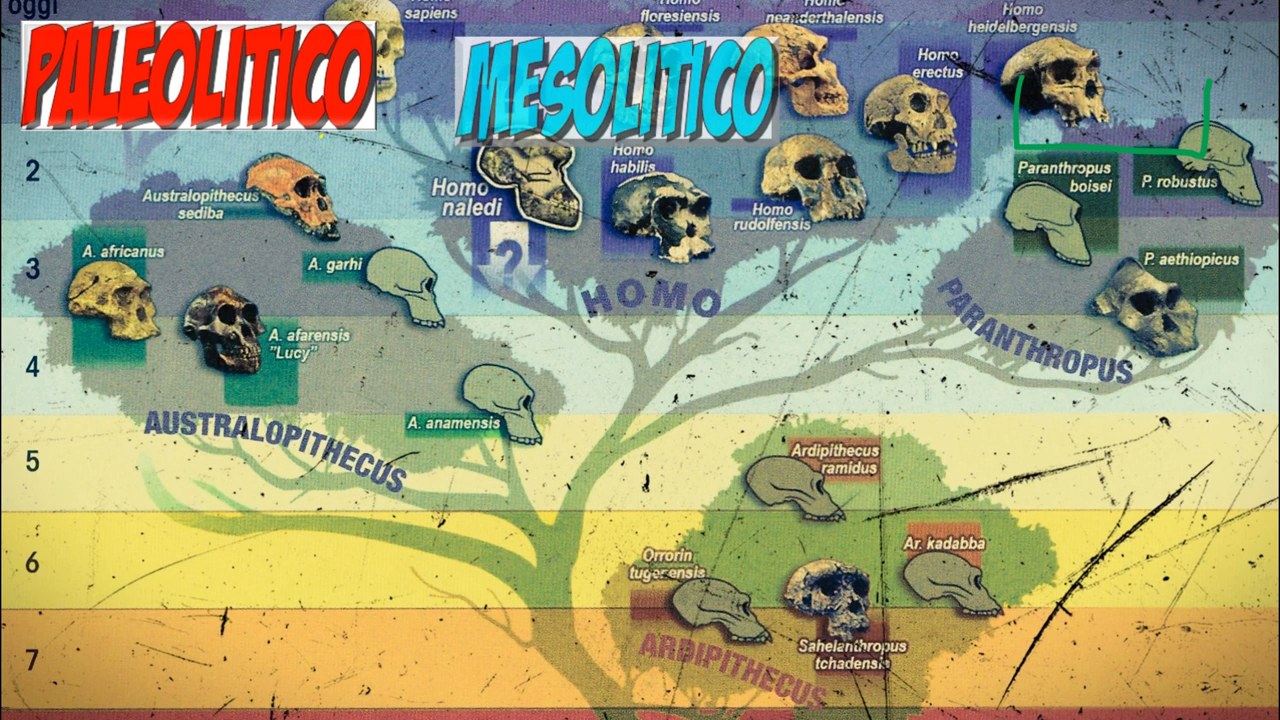 oggi
PALEOLITICO
sapiens
MESOLITICO
floresiensis
Homo
neanderthalensis
Homo
heidelbergensis
Homo
erectus
2
Australopithecus
sediba
Homo
naledi
?
Homo
habilis
Homo
rudolfensis
Paranthropus
boisei
P. robustus
3
A. africanus
A. garhi
A. afarensis
"Lucy"
HOMO
P. aethiopicus
PARANTHROPUS
4
A. anamensis
AUSTRALOPITHECUS
5
Ardipithecus
ramidus
6
Orrorin
tugenensis
Ar. kadabba
7
Sahelanthropus
tchadensis
ARDIPITHECUS